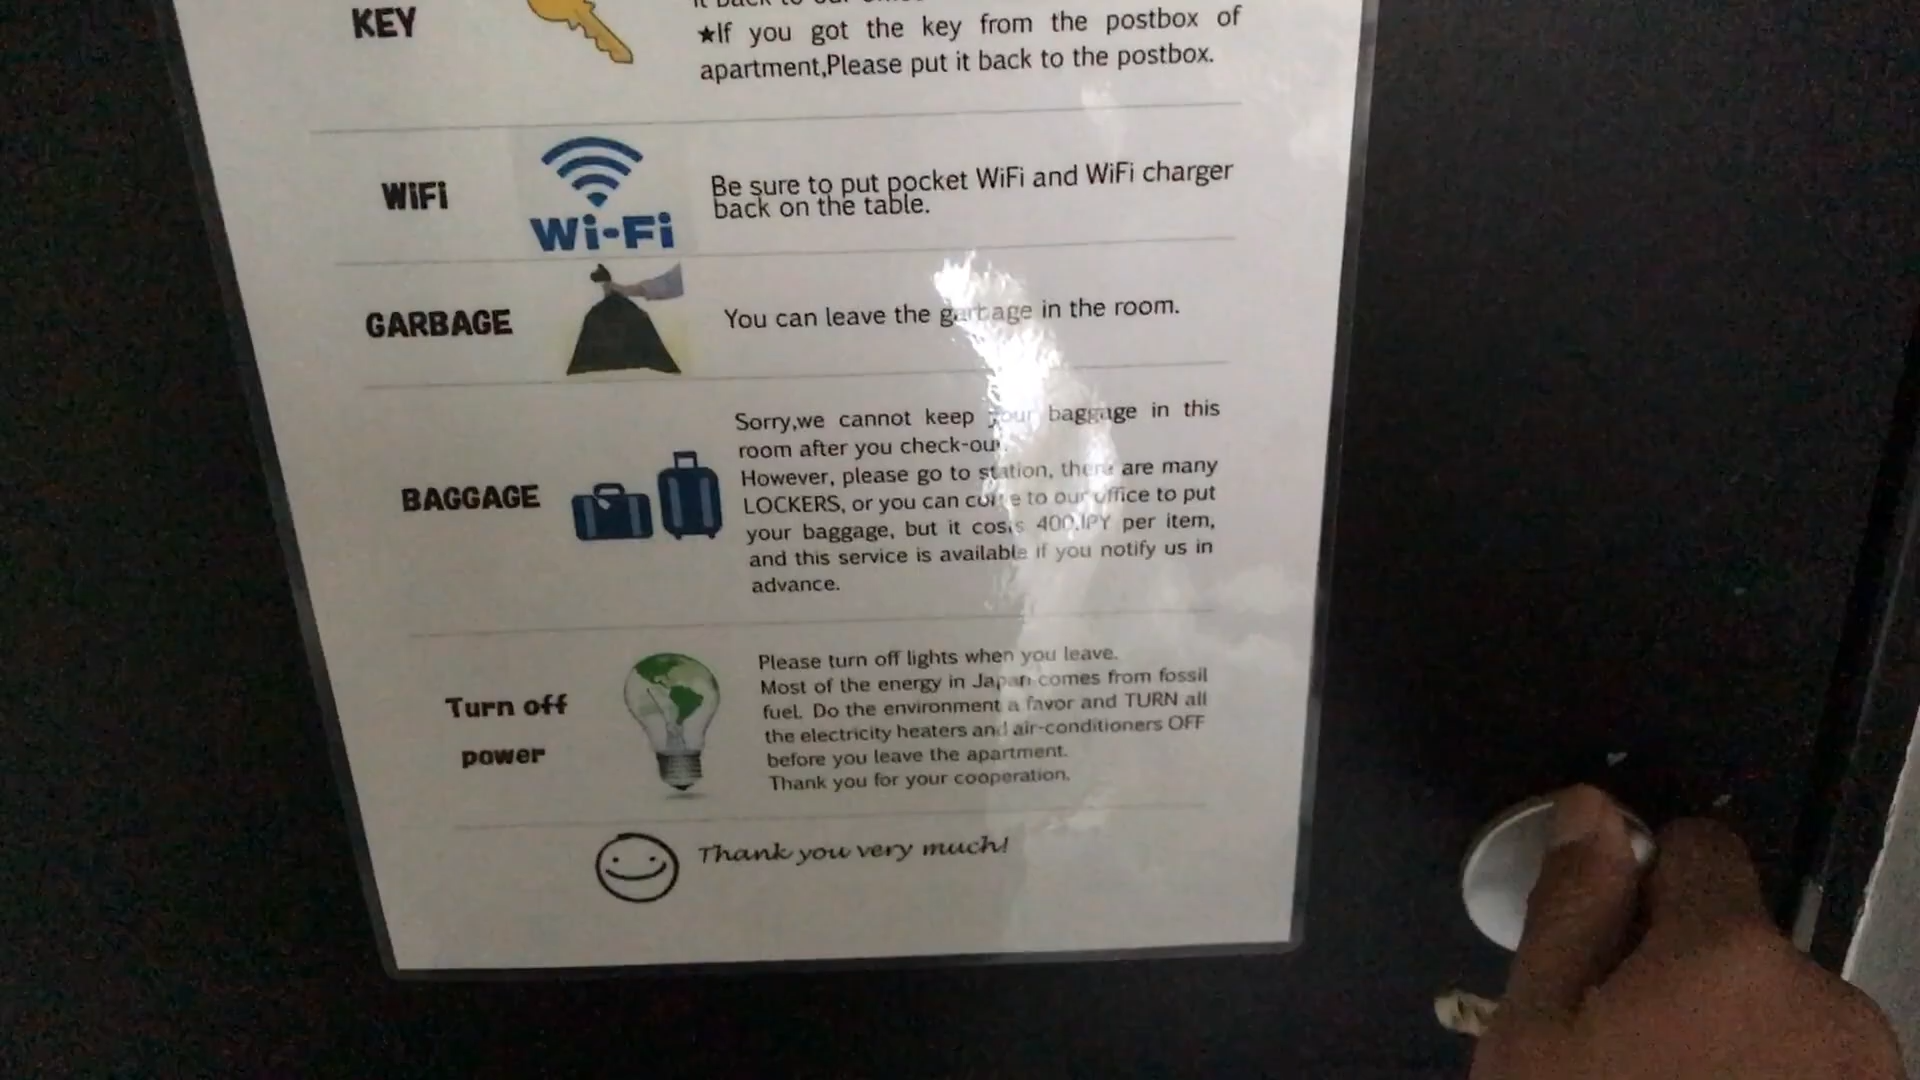 KEY
★If you got the key from the postbox of
apartment,Please put it back to the postbox.
WiFi
Wi-Fi
Be sure to put pocket WiFi and WiFi charger
back on the table.
GARBAGE
You can leave the garbage in the room.
BAGGAGE
Sorry,we cannot keep your baggage in this
room after you check-out.
However, please go to station, there are many
LOCKERS, or you can come to our office to put
your baggage, but it costs 400JPY per item,
and this service is available if you notify us in
advance.
Turn off
power
Please turn off lights when you leave.
Most of the energy in Japan comes from fossil
fuel. Do the environment a favor and TURN all
the electricity heaters and air-conditioners OFF
before you leave the apartment.
Thank you for your cooperation.
Thank you very much!